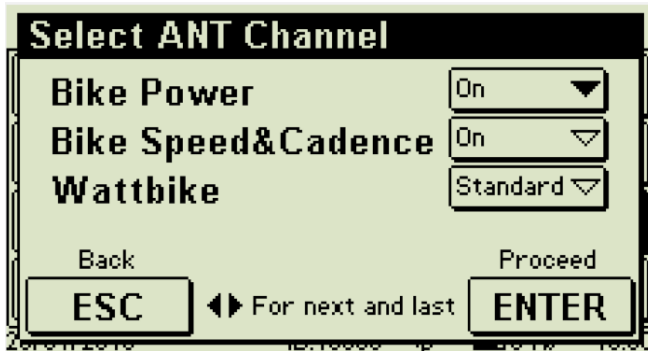 Select ANT Channel
Bike Power On
Bike Speed&Cadence On
Wattbike Standard
Back Proceed
ESC ◀▶ For next and last ENTER